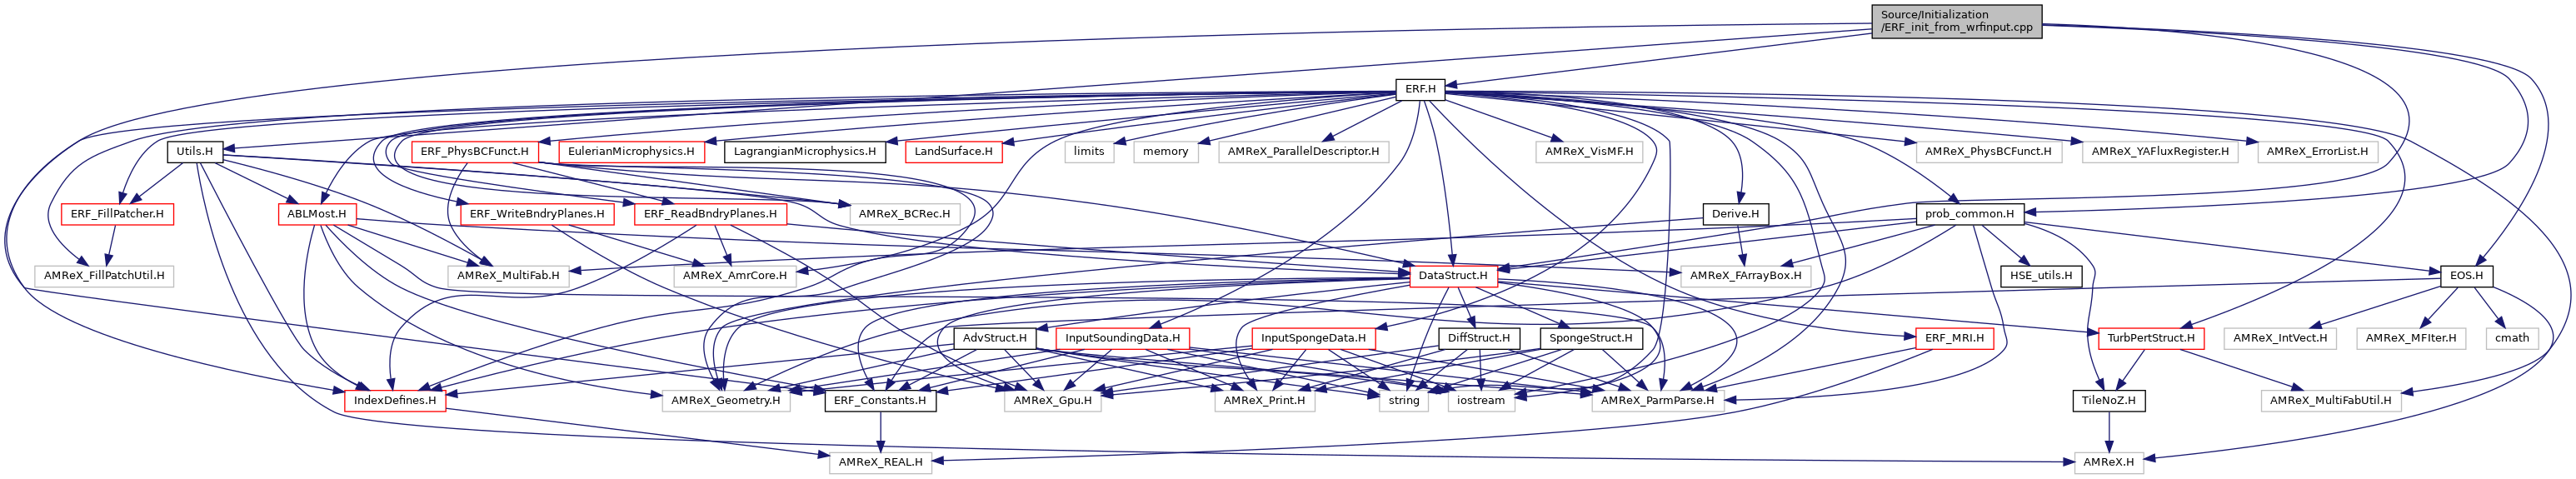 Source/Initialization
/ERF_init_from_wrfinput.cpp
ERF.H
Utils.H
ERF_PhysBCFunct.H
EulerianMicrophysics.H
LagrangianMicrophysics.H
LandSurface.H
limits
memory
AMReX_ParallelDescriptor.H
AMReX_VisMF.H
AMReX_PhysBCFunct.H
AMReX_YAFluxRegister.H
AMReX_ErrorList.H
ERF_FillPatcher.H
ABLMost.H
ERF_WriteBndryPlanes.H
ERF_ReadBndryPlanes.H
AMReX_BCRec.H
Derive.H
prob_common.H
AMReX_FillPatchUtil.H
AMReX_MultiFab.H
AMReX_AmrCore.H
DataStruct.H
AMReX_FArrayBox.H
HSE_utils.H
EOS.H
AdvStruct.H
InputSoundingData.H
InputSpongeData.H
DiffStruct.H
SpongeStruct.H
ERF_MRI.H
TurbPertStruct.H
AMReX_IntVect.H
AMReX_MFIter.H
cmath
IndexDefines.H
AMReX_Geometry.H
ERF_Constants.H
AMReX_Gpu.H
AMReX_Print.H
string
iostream
AMReX_ParmParse.H
TileNoZ.H
AMReX_MultiFabUtil.H
AMReX_REAL.H
AMReX.H